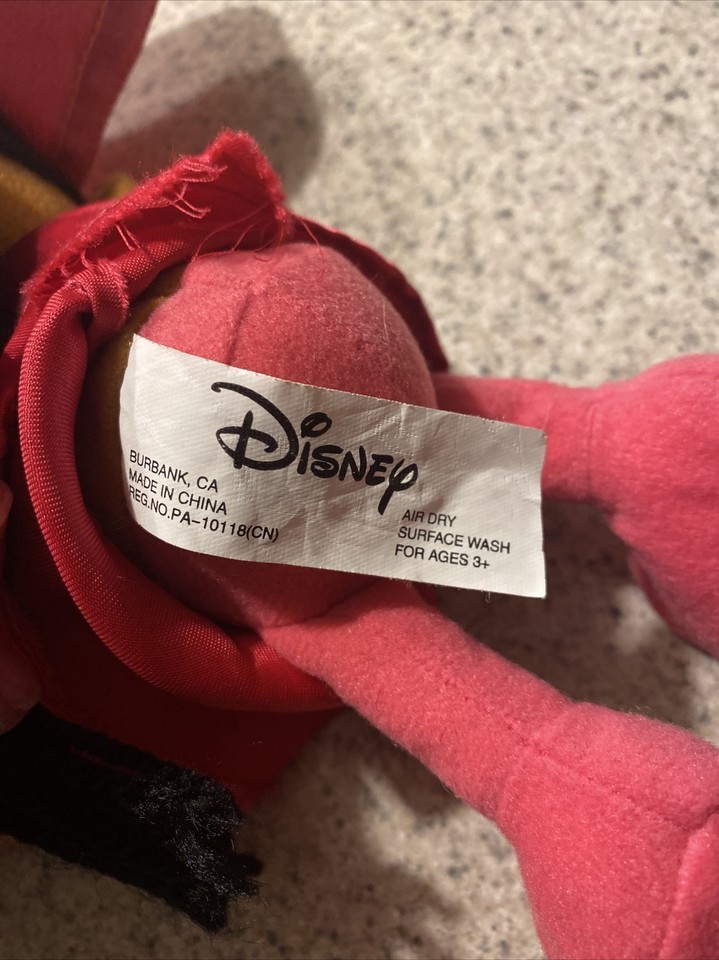 Disney
BURBANK, CA
MADE IN CHINA
REG.NO.PA-10118(CN)
AIR DRY
SURFACE WASH
FOR AGES 3+